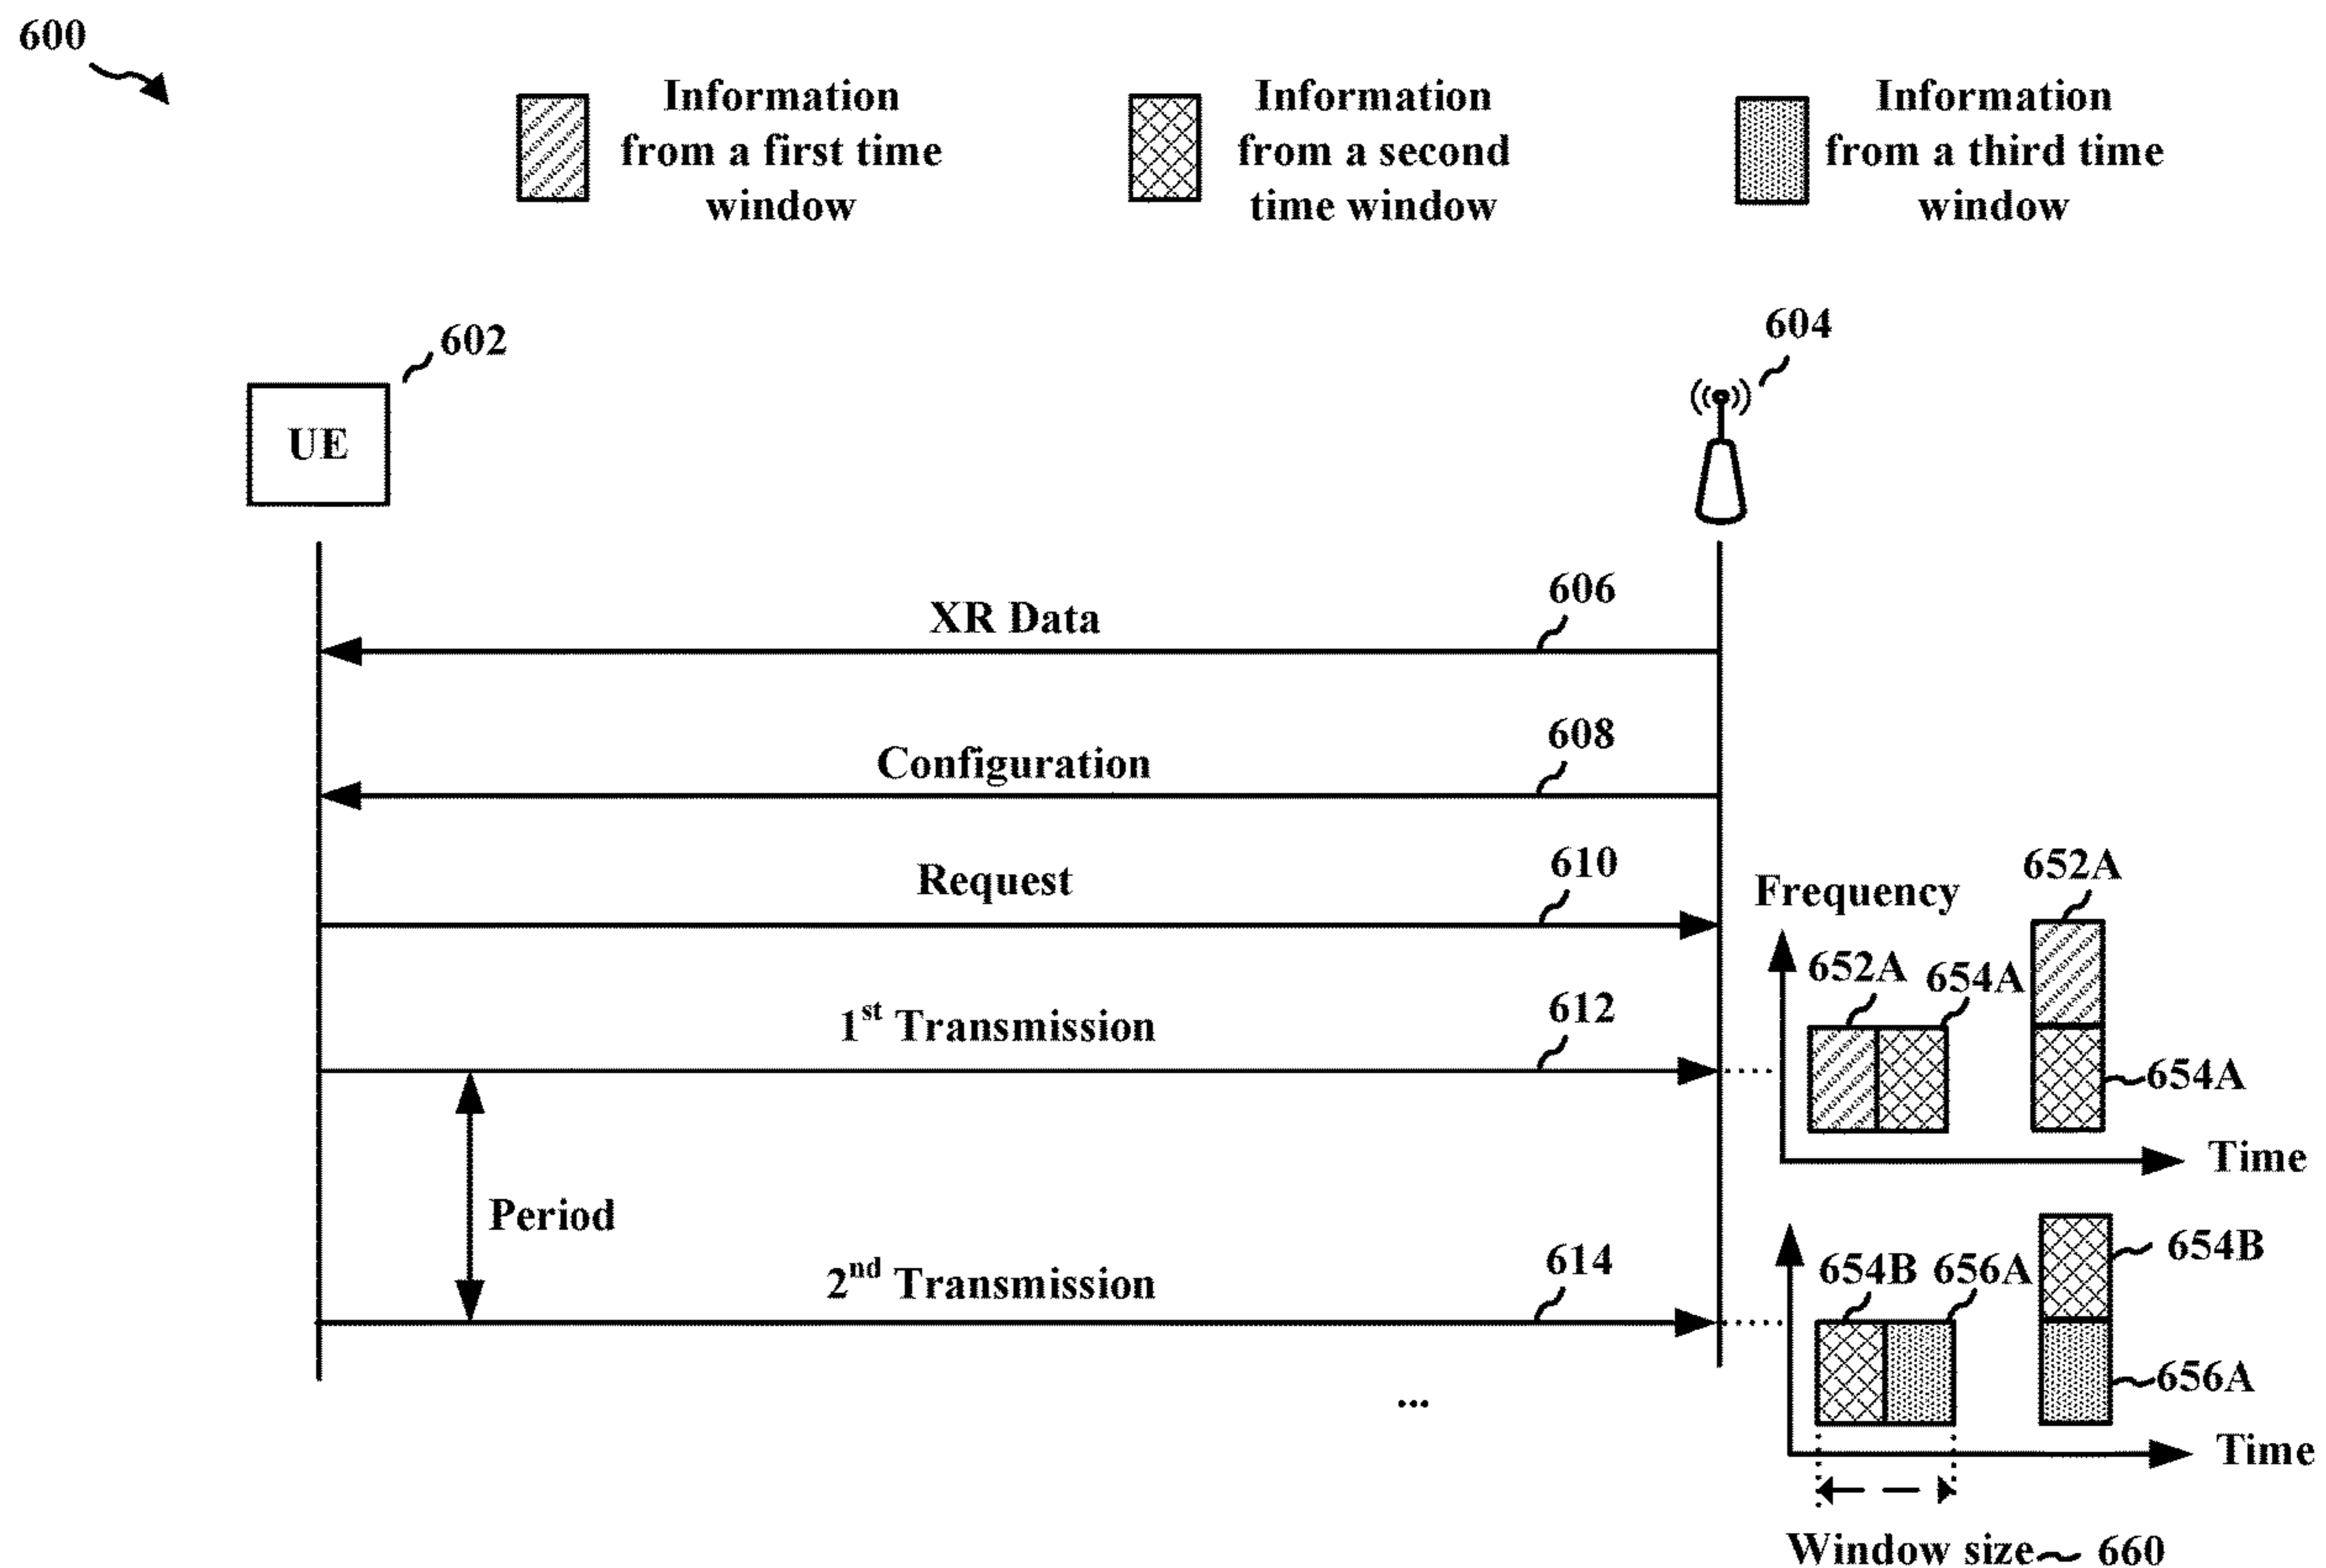 600
Information
from a first time
window
Information
from a second
time window
Information
from a third time
window
602
604
UE
XR Data
606
Configuration
608
Request
610
1st Transmission
612
Period
2nd Transmission
614
...
Frequency
652A
652A
654A
654A
Time
654B
656A
654B
656A
Time
Window size
660